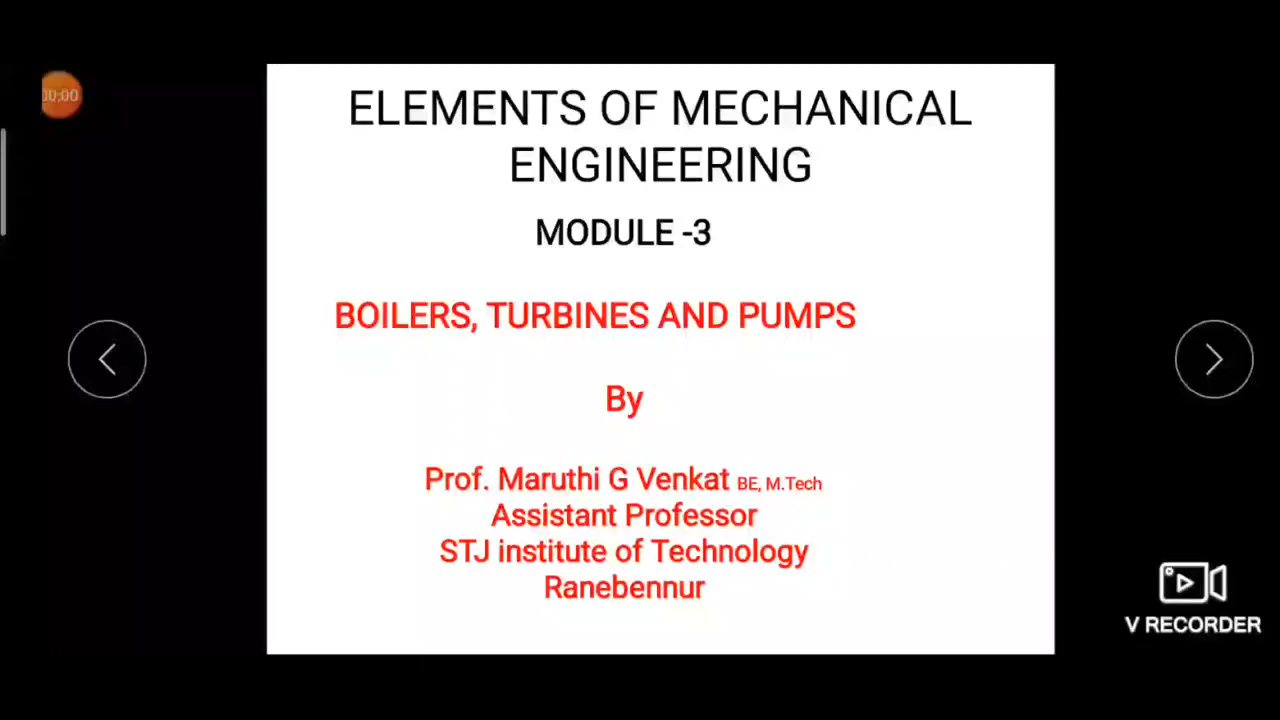 00:00
ELEMENTS OF MECHANICAL
ENGINEERING
MODULE -3
BOILERS, TURBINES AND PUMPS
By
Prof. Maruthi G Venkat BE, M.Tech
Assistant Professor
STJ institute of Technology
Ranebennur
V RECORDER